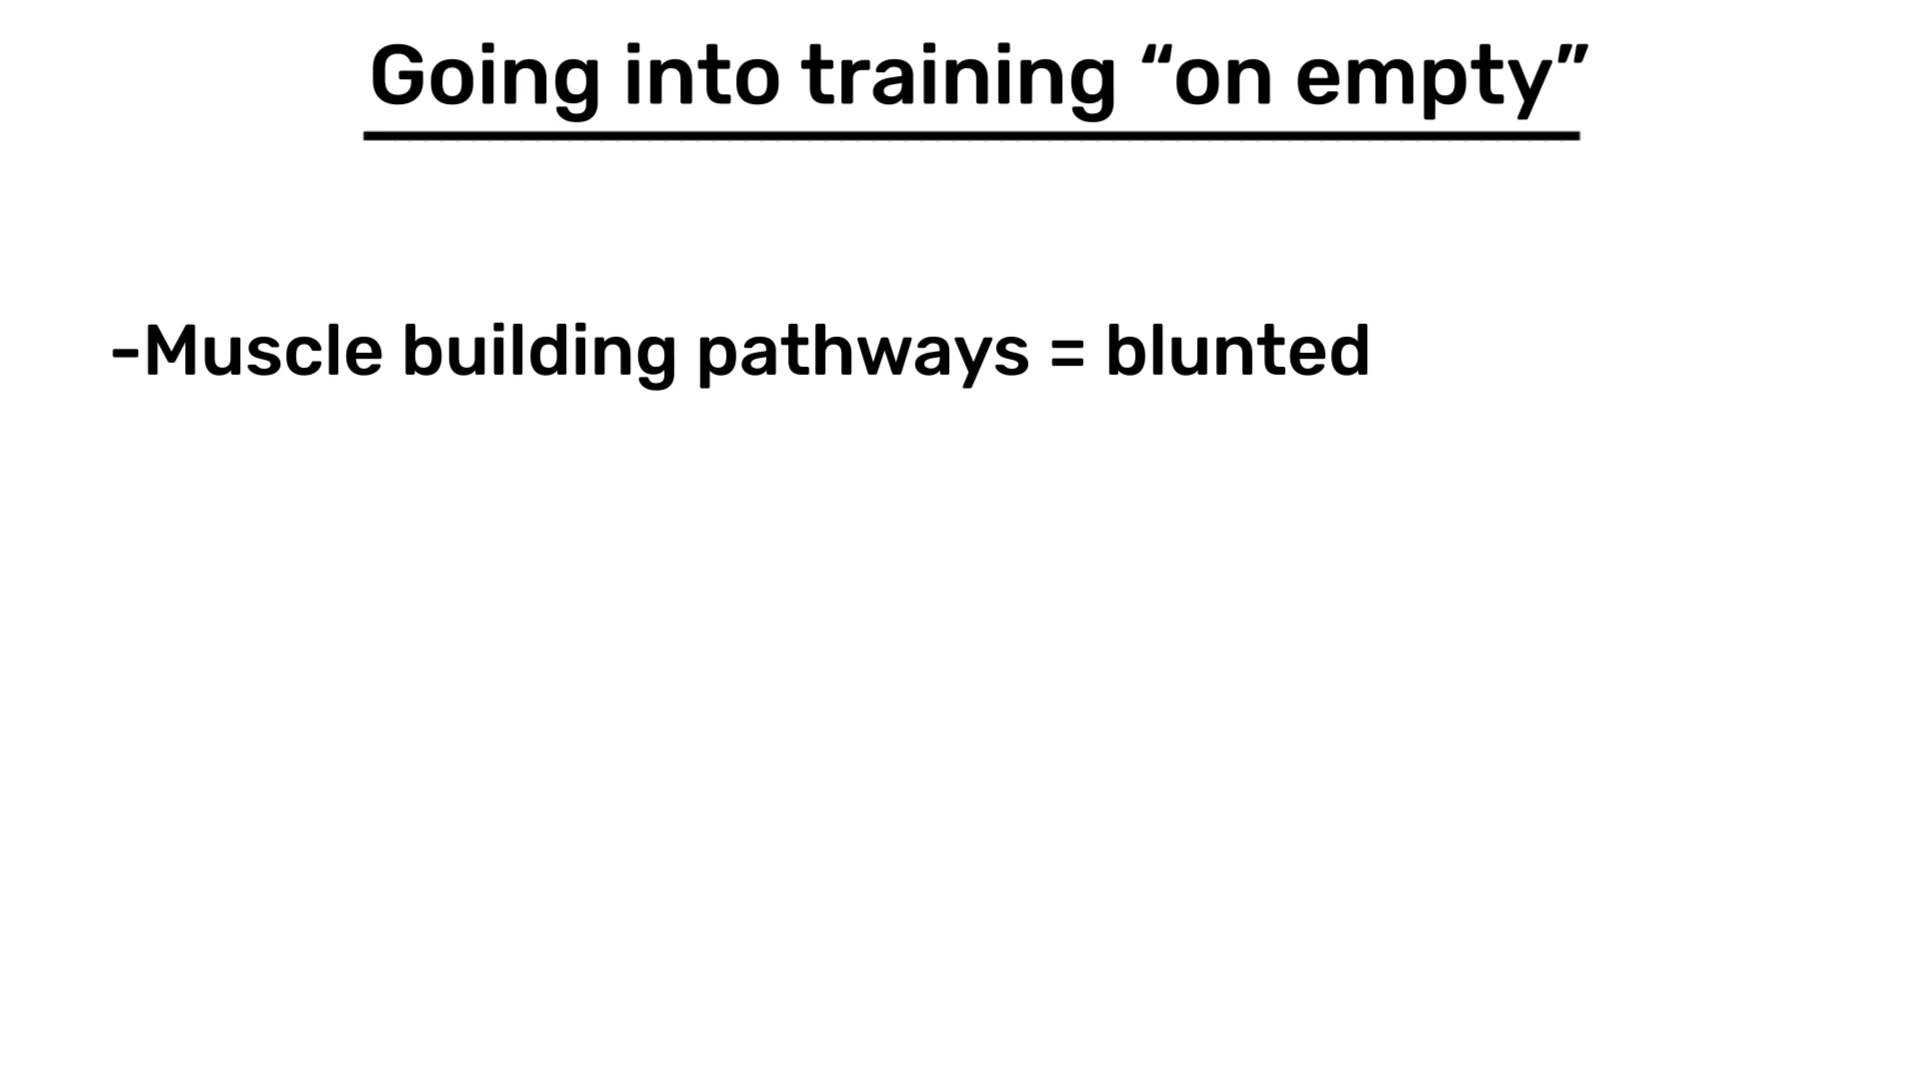 Going into training “on empty”
-Muscle building pathways = blunted